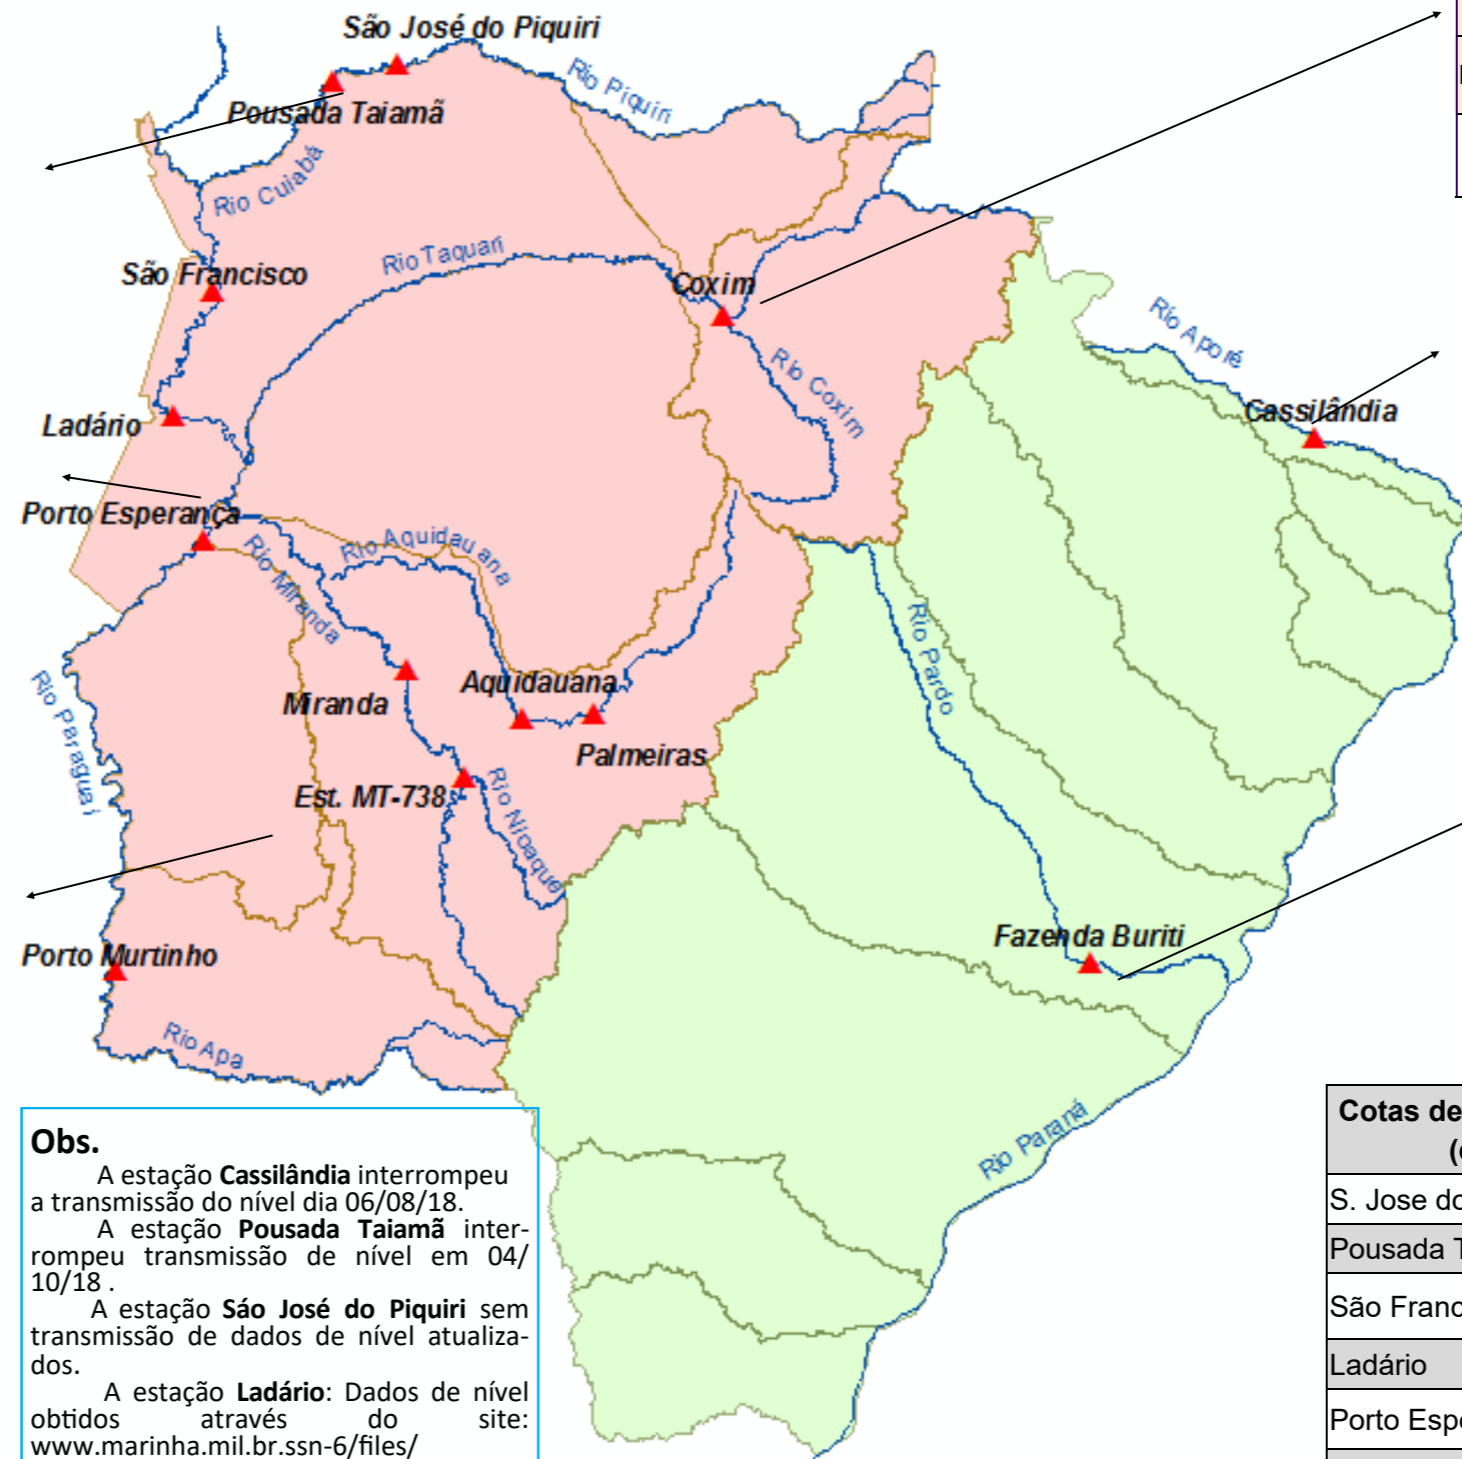 São José do Piquiri
Rio Piquiri
Pousada Taiamã
Rio Cuiabá
Rio Taquari
São Francisco
Coxim
Rio Aporé
Rio Coxim
Cassilândia
Ladário
Porto Esperança
Rio Aquidauana
Rio Miranda
Rio Pardo
Rio Paraguai
Aquidauana
Miranda
Palmeiras
Est. MT-738
Rio Nioaque
Fazenda Buriti
Porto Murtinho
Rio Apa
Rio Paraná
Obs.
A estação Cassilândia interrompeu
a transmissão do nível dia 06/08/18.
A estação Pousada Taiamã inter-
rompeu transmissão de nível em 04/
10/18 .
A estação Sáo José do Piquiri sem
transmissão de dados de nível atualiza-
dos.
A estação Ladário: Dados de nível
obtidos através do site:
www.marinha.mil.br.ssn-6/files/
Cotas de
S. Jose do
Pousada T
São Franc
Ladário
Porto Espe